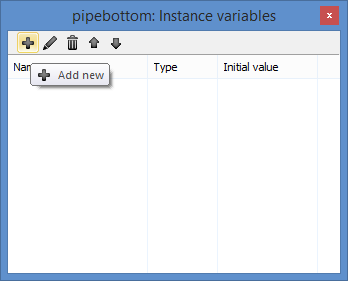 pipebottom: Instance variables
x
Type Initial value
Add new